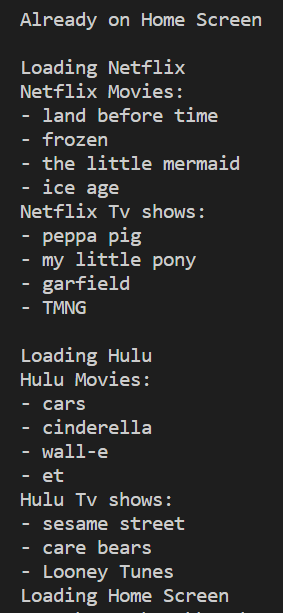 Already on Home Screen
Loading Netflix
Netflix Movies:
- land before time
- frozen
- the little mermaid
- ice age
Netflix Tv shows:
- peppa pig
- my little pony
- garfield
- TMNG
Loading Hulu
Hulu Movies:
- cars
- cinderella
- wall-e
- et
Hulu Tv shows:
- sesame street
- care bears
- Looney Tunes
Loading Home Screen